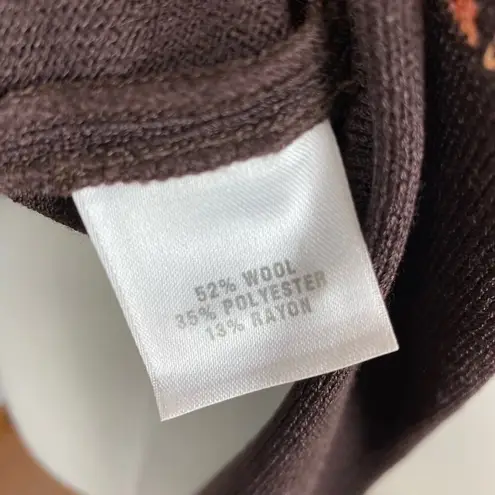 52% WOOL
35% POLYESTER
13% RAYON